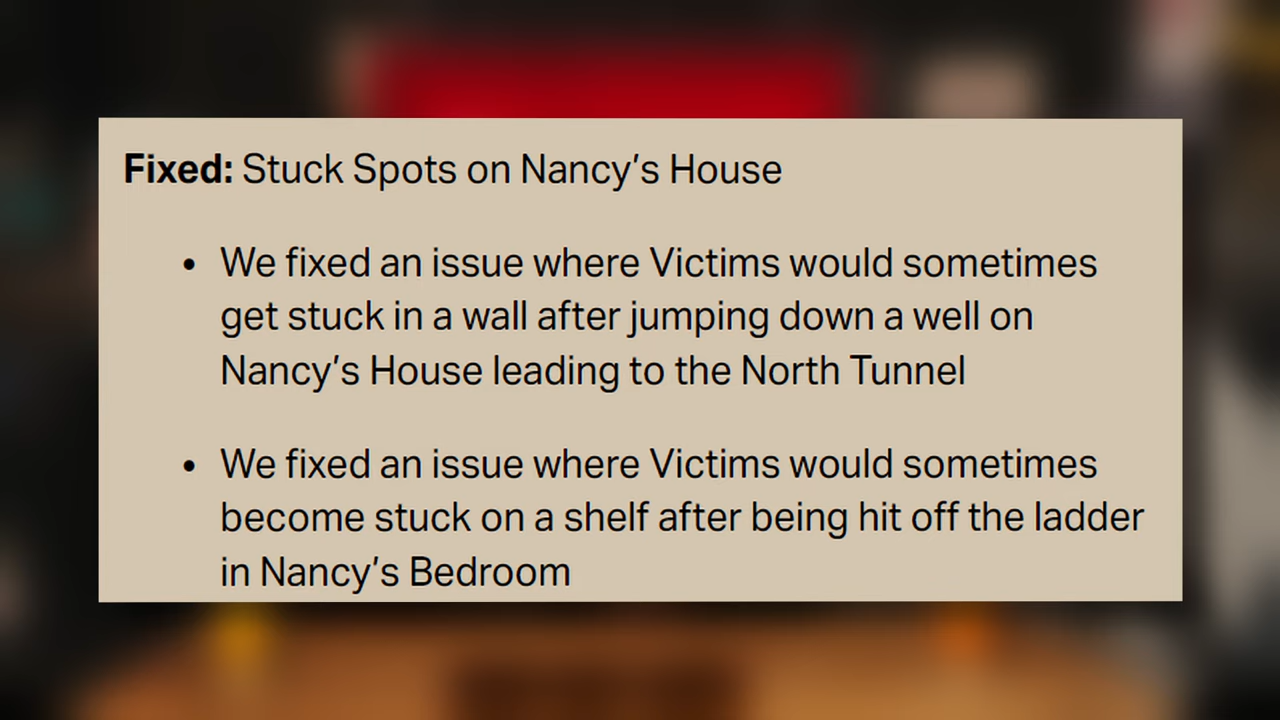 Fixed: Stuck Spots on Nancy’s House
• We fixed an issue where Victims would sometimes
get stuck in a wall after jumping down a well on
Nancy’s House leading to the North Tunnel
• We fixed an issue where Victims would sometimes
become stuck on a shelf after being hit off the ladder
in Nancy’s Bedroom